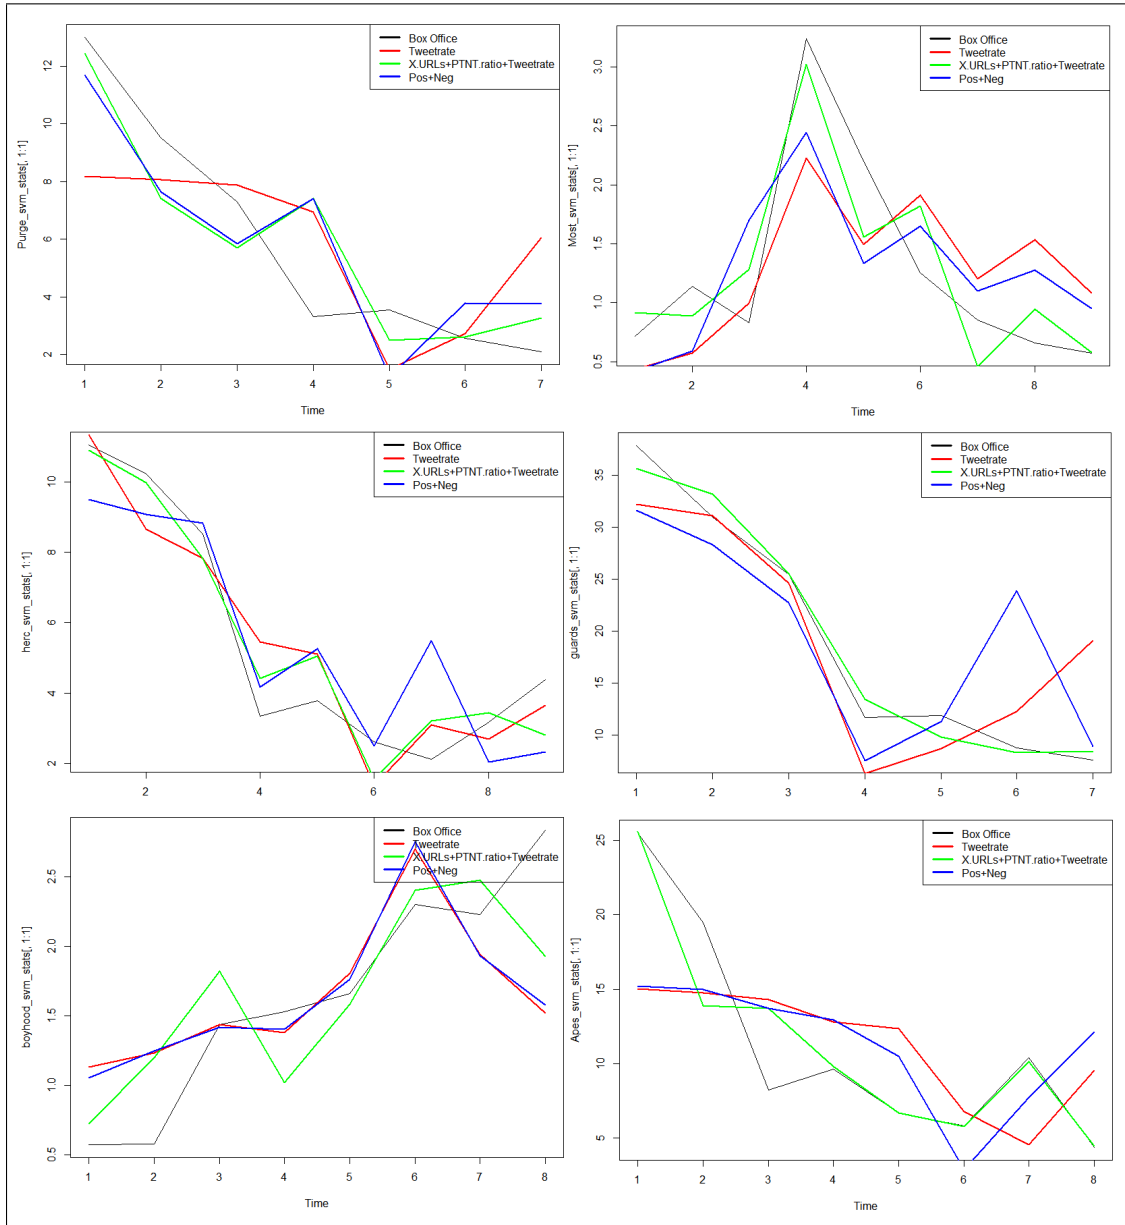 Box Office
Tweetrate
X.URLs+PTNT.ratio+Tweetrate
Pos+Neg
Purge_svm_stats[, 1:1]
12
10
8
6
4
2
1 2 3 4 5 6 7
Time
Box Office
Tweetrate
X.URLs+PTNT.ratio+Tweetrate
Pos+Neg
Most_svm_stats[, 1:1]
3.0
2.5
2.0
1.5
1.0
0.5
2 4 6 8
Time
Box Office
Tweetrate
X.URLs+PTNT.ratio+Tweetrate
Pos+Neg
herc_svm_stats[, 1:1]
10
8
6
4
2
2 4 6 8
Time
Box Office
Tweetrate
X.URLs+PTNT.ratio+Tweetrate
Pos+Neg
guards_svm_stats[, 1:1]
35
30
25
20
15
10
1 2 3 4 5 6 7
Time
Box Office
Tweetrate
X.URLs+PTNT.ratio+Tweetrate
Pos+Neg
boyhood_svm_stats[, 1:1]
2.5
2.0
1.5
1.0
0.5
1 2 3 4 5 6 7 8
Time
Box Office
Tweetrate
X.URLs+PTNT.ratio+Tweetrate
Pos+Neg
Apes_svm_stats[, 1:1]
25
20
15
10
5
1 2 3 4 5 6 7 8
Time